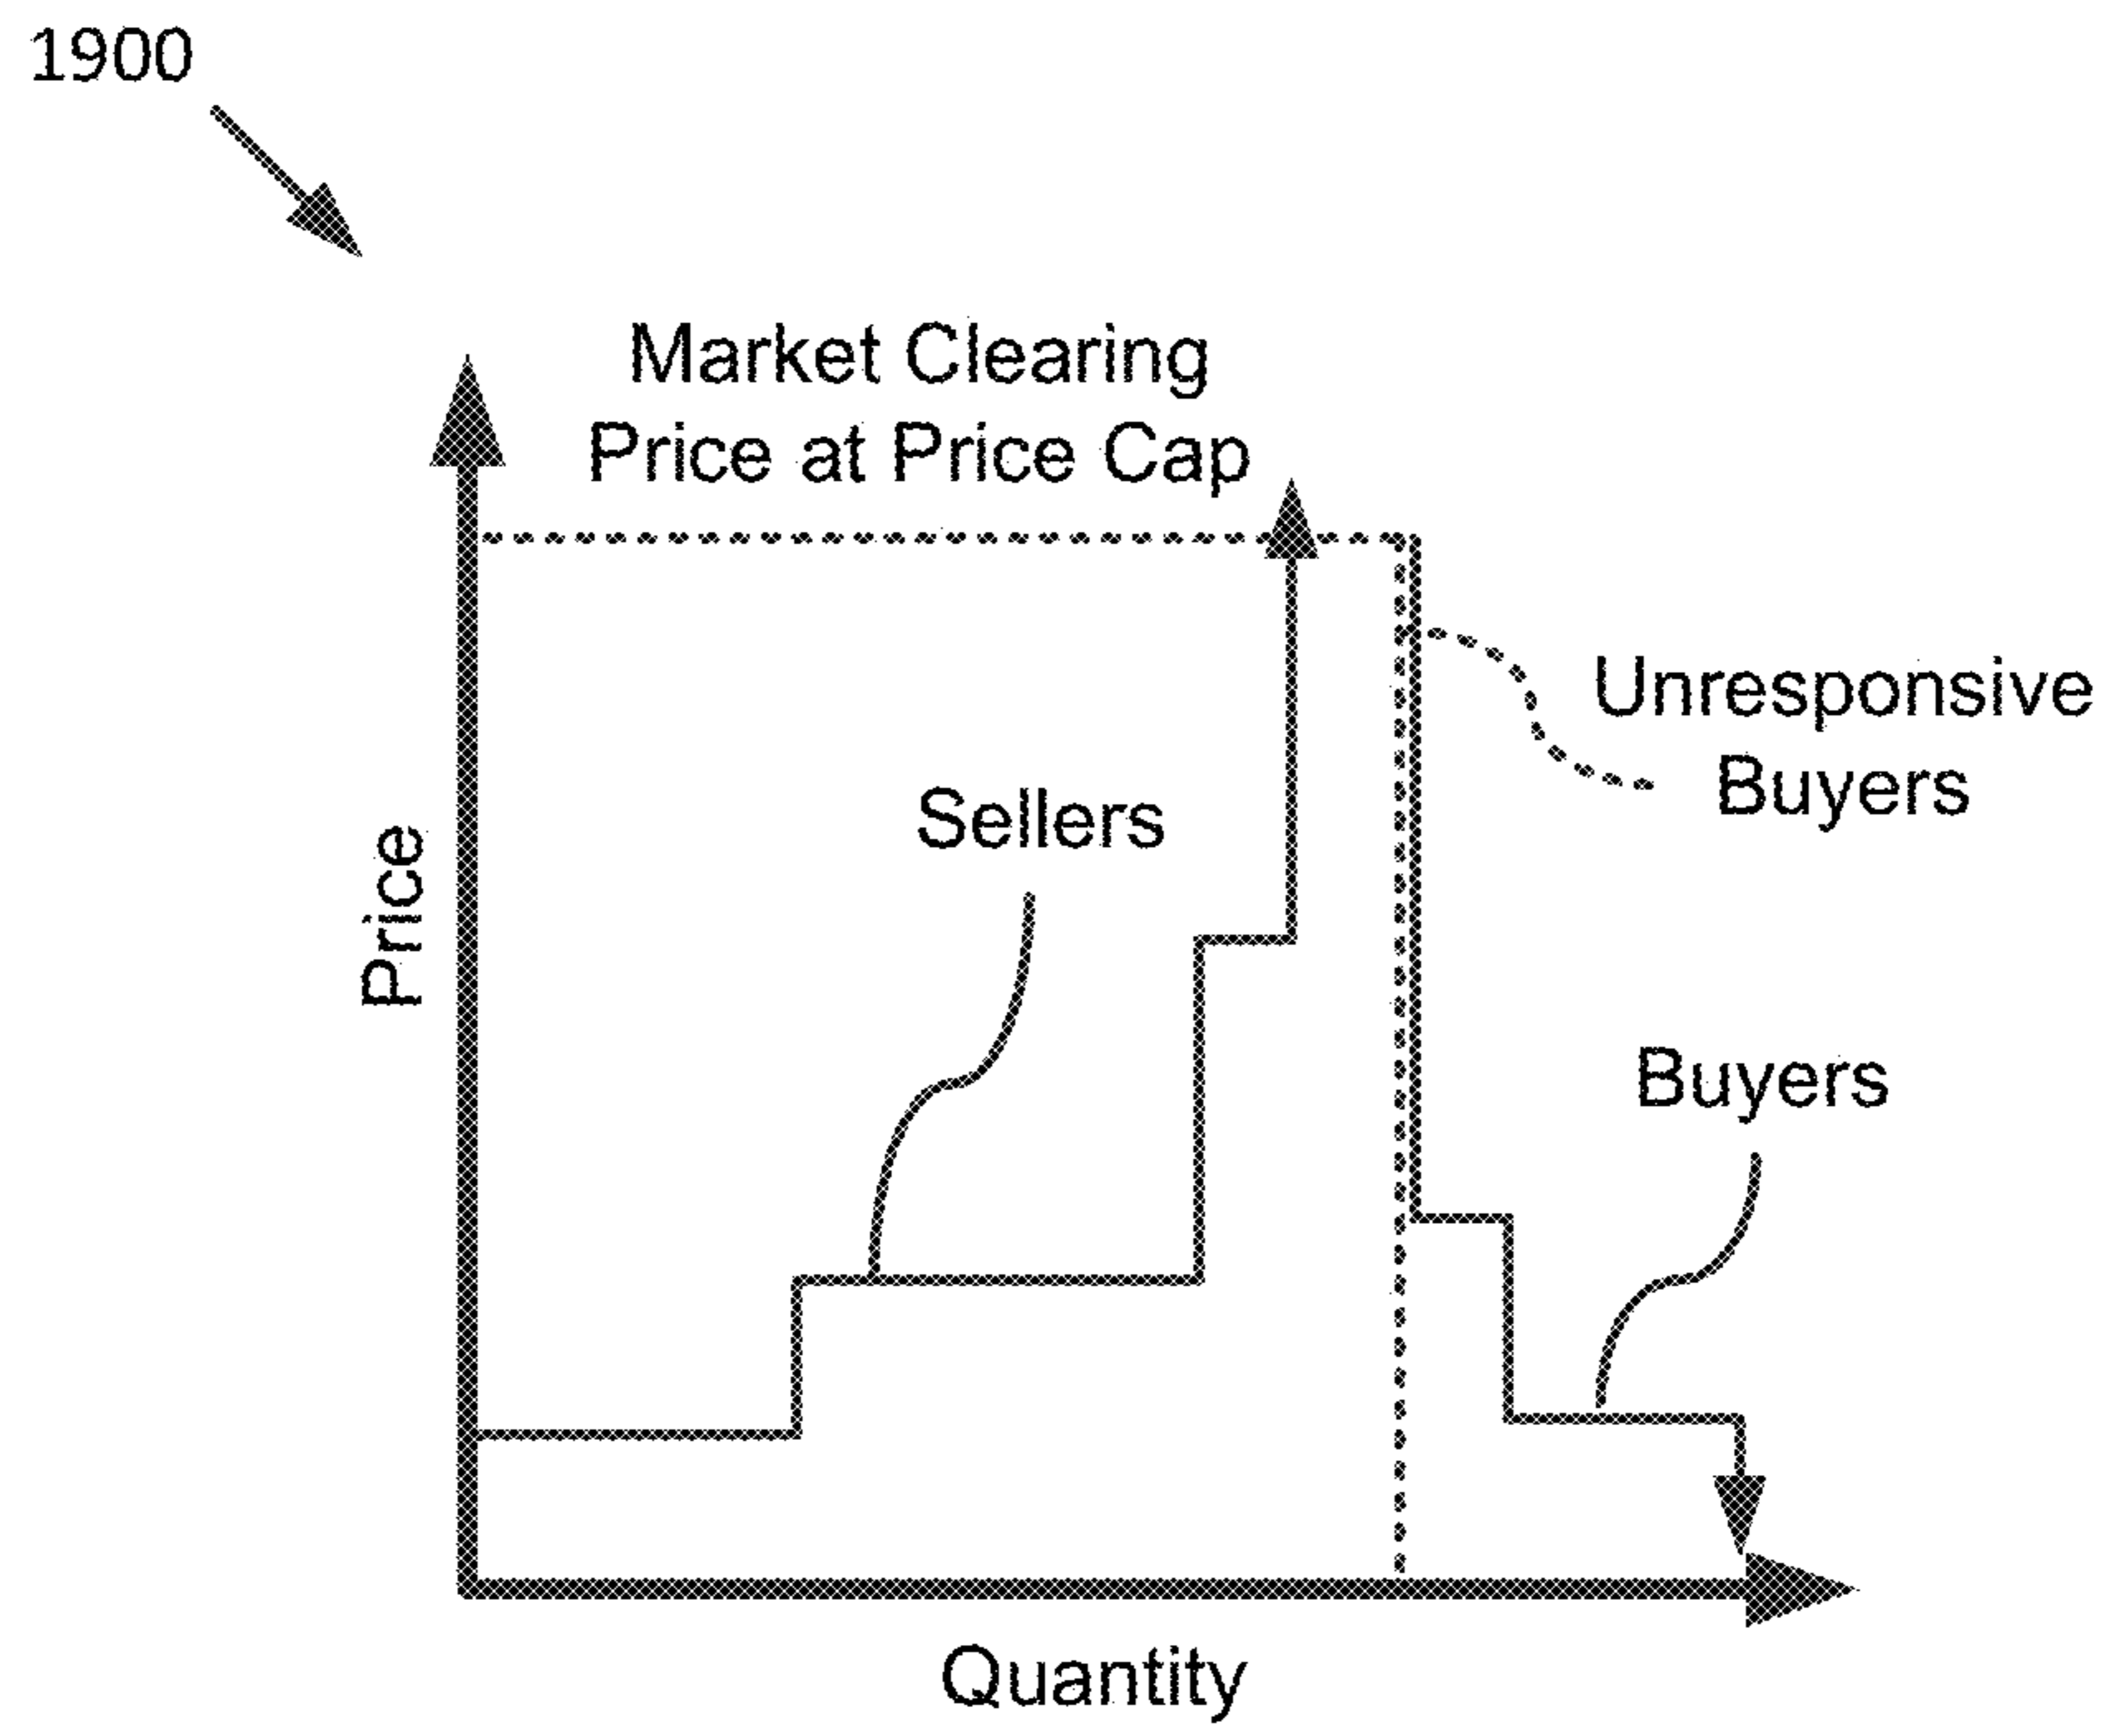 1900
Market Clearing
Price at Price Cap
Unresponsive
Buyers
Sellers
Price
Buyers
Quantity